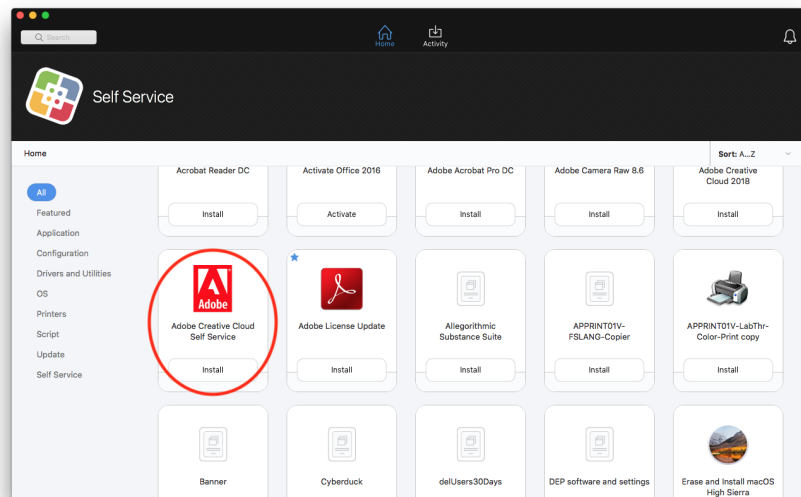 Search
Home
Activity
Self Service
Home
Sort: A...Z
All
Featured
Application
Configuration
Drivers and Utilities
OS
Printers
Script
Update
Self Service
Acrobat Reader DC
Install
Activate Office 2016
Activate
Adobe Acrobat Pro DC
Install
Adobe Camera Raw 8.6
Install
Adobe Creative
Cloud 2018
Install
Adobe
Adobe Creative Cloud
Self Service
Install
Adobe License Update
Install
Allegorithmic
Substance Suite
Install
APPRINT01V-
FSLANG-Copier
Install
APPRINT01V-LabThr-
Color-Print copy
Install
Banner
Cyberduck
delUsers30Days
DEP software and settings
Erase and Install macOS
High Sierra